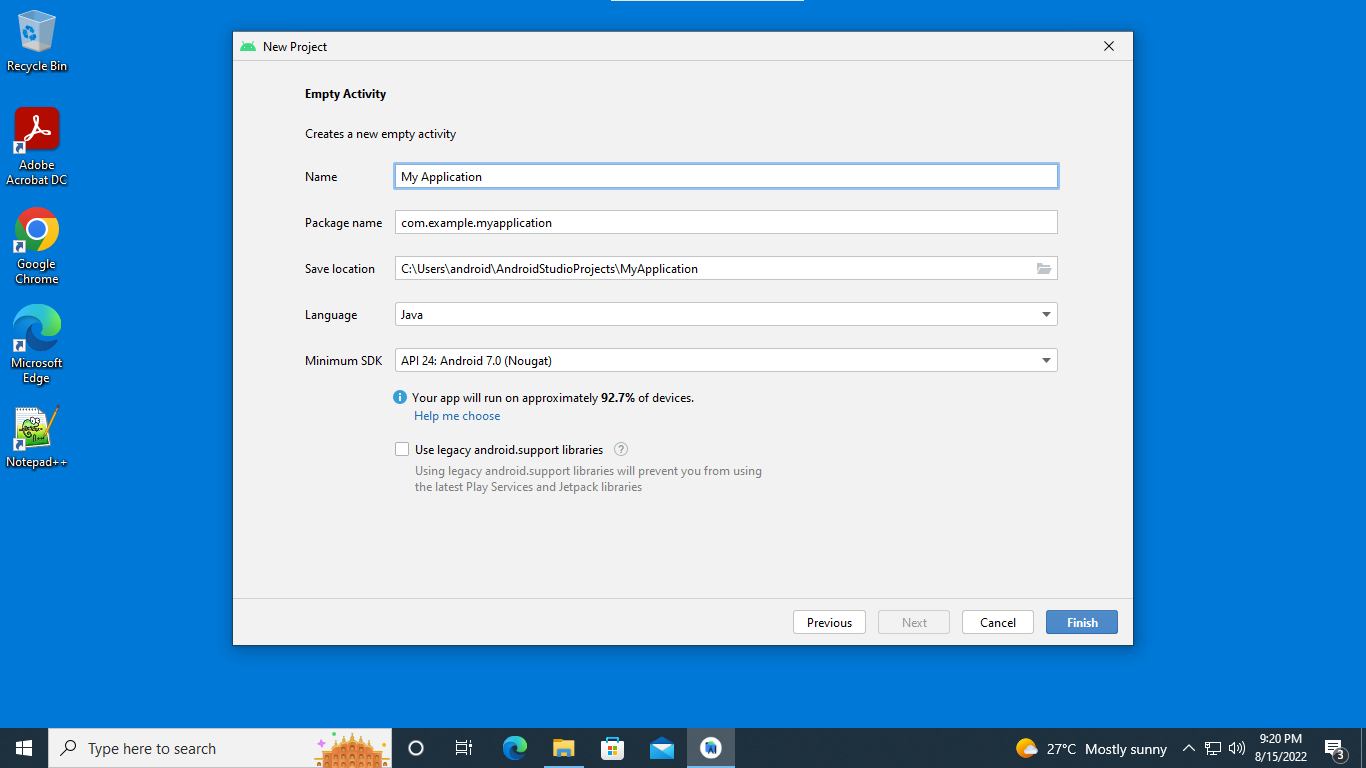 Recycle Bin
Adobe
Acrobat DC
Google
Chrome
Microsoft
Edge
Notepad++
New Project
Empty Activity
Creates a new empty activity
Name
My Application
Package name
com.example.myapplication
Save location
C:\Users\android\AndroidStudioProjects\MyApplication
Language
Java
Minimum SDK
API 24: Android 7.0 (Nougat)
Your app will run on approximately 92.7% of devices.
Help me choose
Use legacy android.support libraries ?
Using legacy android.support libraries will prevent you from using
the latest Play Services and Jetpack libraries
Previous
Next
Cancel
Finish
Type here to search
27°C Mostly sunny
9:20 PM
8/15/2022
3